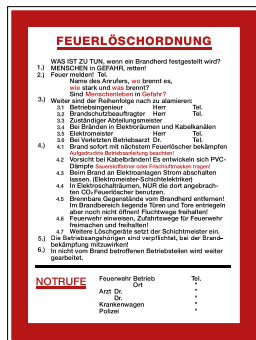 FEUERLÖSCHORDNUNG
WAS IST ZU TUN, wenn ein Brandherd festgestellt wird?
1.) MENSCHEN in GEFAHR, retten!
2.) Feuer melden! Tel.
Name des Anrufers, wo brennt es,
wie stark und was brennt?
Sind Menschenleben in Gefahr?
3.) Weiter sind der Reihenfolge nach zu alamieren:
3.1 Betriebsingenieur Herr Tel.
3.2 Brandschutzbeauftragter Herr Tel.
3.3 Zuständiger Abteilungsmeister
3.4 Bei Bränden in Elektroräumen und Kabelkanälen
3.5 Elektromeister Herr Tel.
3.6 Bei Verletzten Betriebsarzt Dr. Tel.
4.) 4.1 Brand sofort mit nächstem Feuerlöscher bekämpfen
Aufgedruckte Betriebsanleitung beachten!
4.2 Vorsicht bei Kabelbränden! Es entwickeln sich PVC-
Dämpfe Sauerstoffatmer oder Frischluftmasken tragen!
4.3 Beim Brand an Elektroanlagen Strom abschalten
lassen. (Elektromeister-Schichtelektriker)
4.4 In Elektroschalträumen, NUR die dort angebrach-
ten CO₂ Feuerlöscher benutzen.
4.5 Brennbare Gegenstände vom Brandherd entfernen!
Im Brandbereich liegende Türen und Tore entriegeln
aber noch nicht öffnen! Fluchtwege freihalten!
4.6 Feuerwehr einweisen, Zufahrtswege für Feuerwehr
freimachen und freihalten!
4.7 Weitere Löschgeräte setzt der Schichtmeister ein.
5.) Die Betriebsangehörigen sind verpflichtet, bei der Brand-
bekämpfung mitzuwirken!
6.) In nicht vom Brand betroffenen Betriebsteilen wird weiter
gearbeitet.
NOTRUFE
Feuerwehr Betrieb Tel.
Ort "
Arzt Dr. "
Dr. "
Krankenwagen "
Polizei "